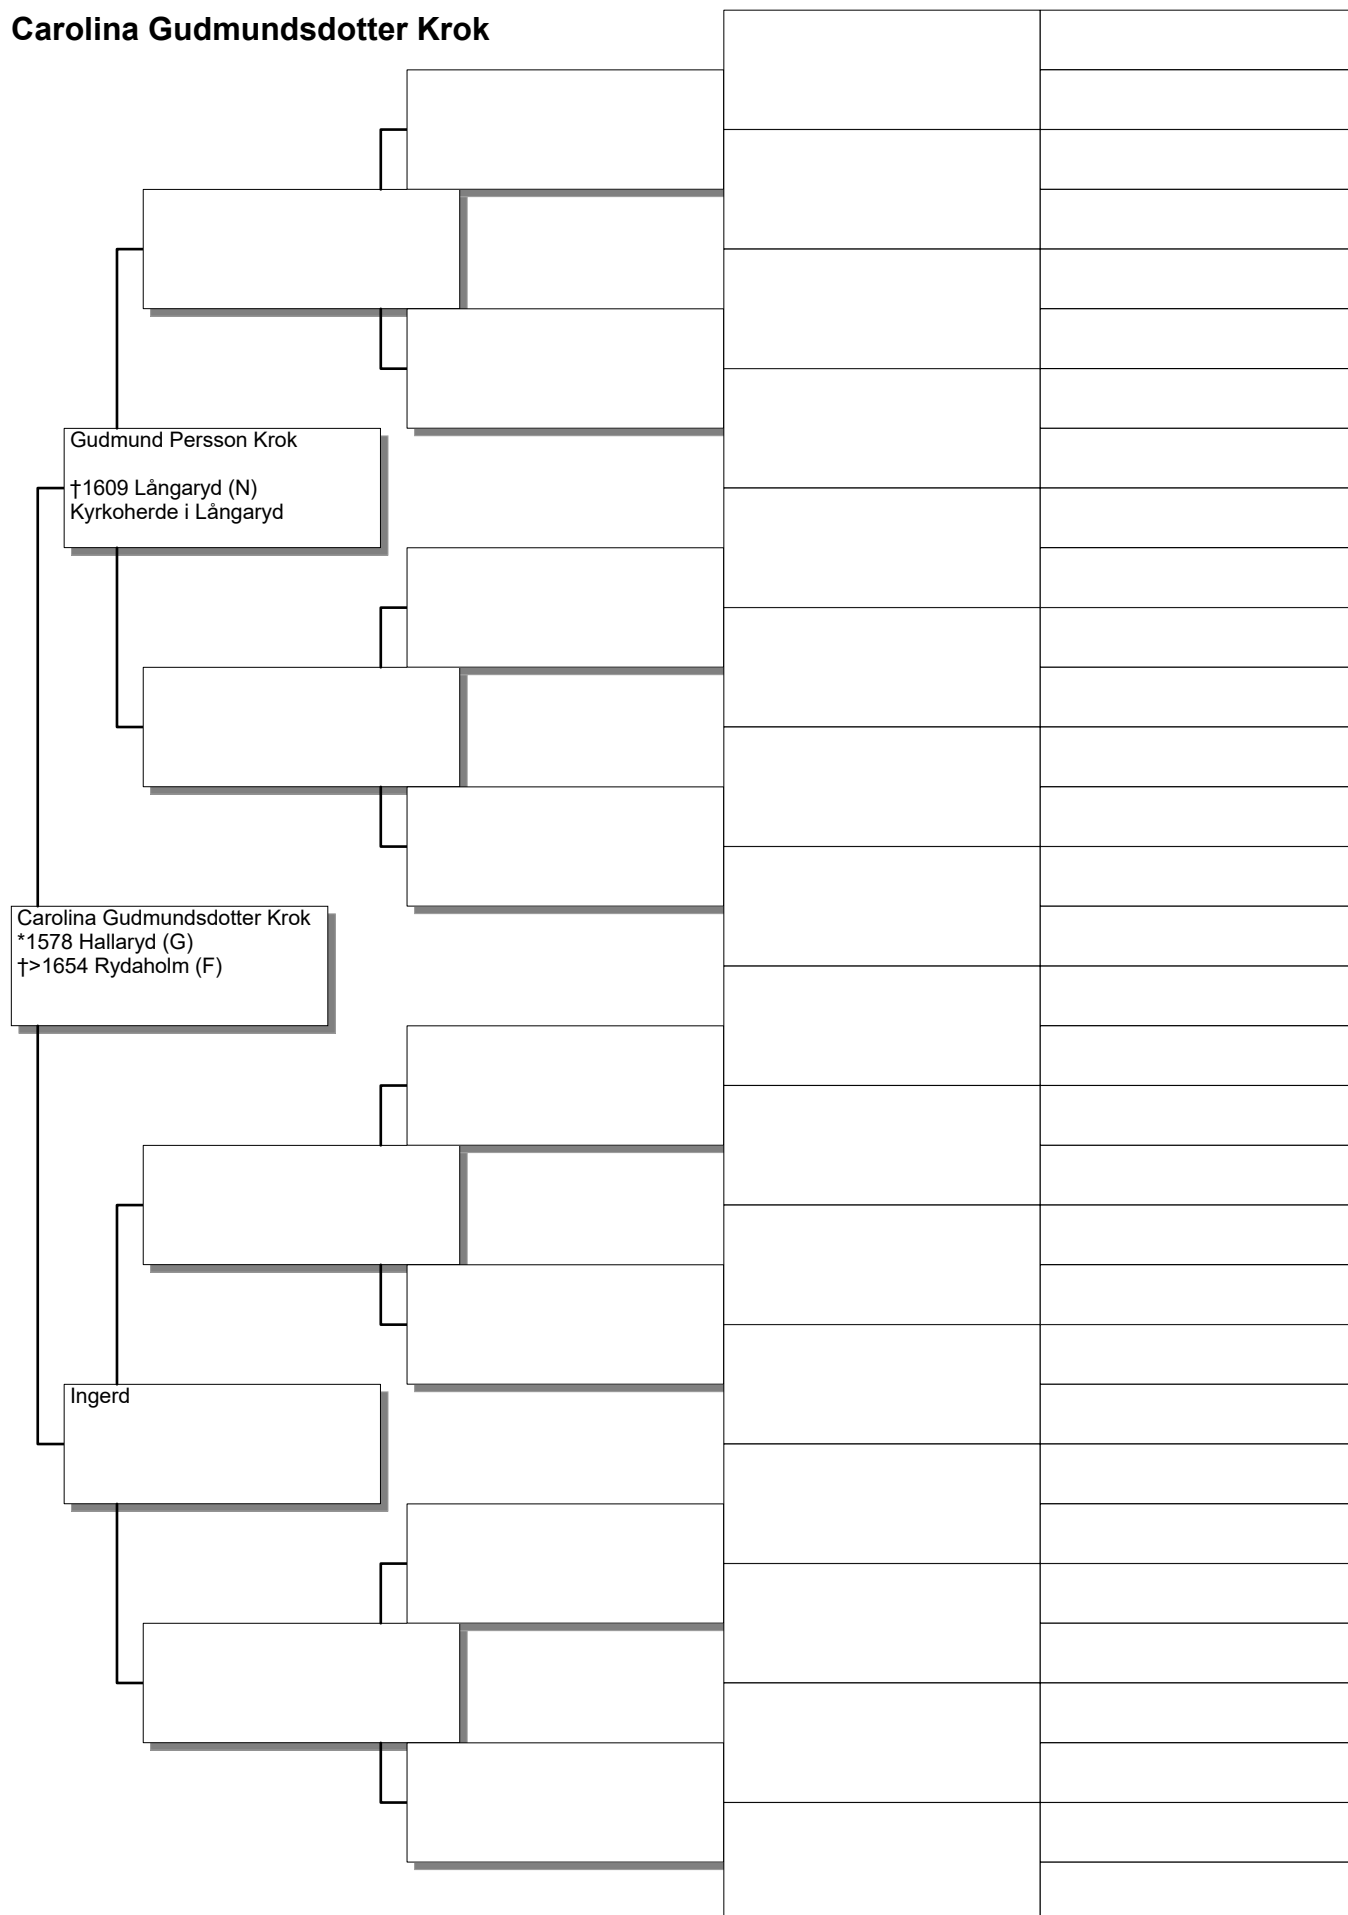 Carolina Gudmundsdotter Krok
Gudmund Persson Krok
†1609 Långaryd (N)
Kyrkoherde i Långaryd
Carolina Gudmundsdotter Krok
*1578 Hallaryd (G)
†>1654 Rydaholm (F)
Ingerd